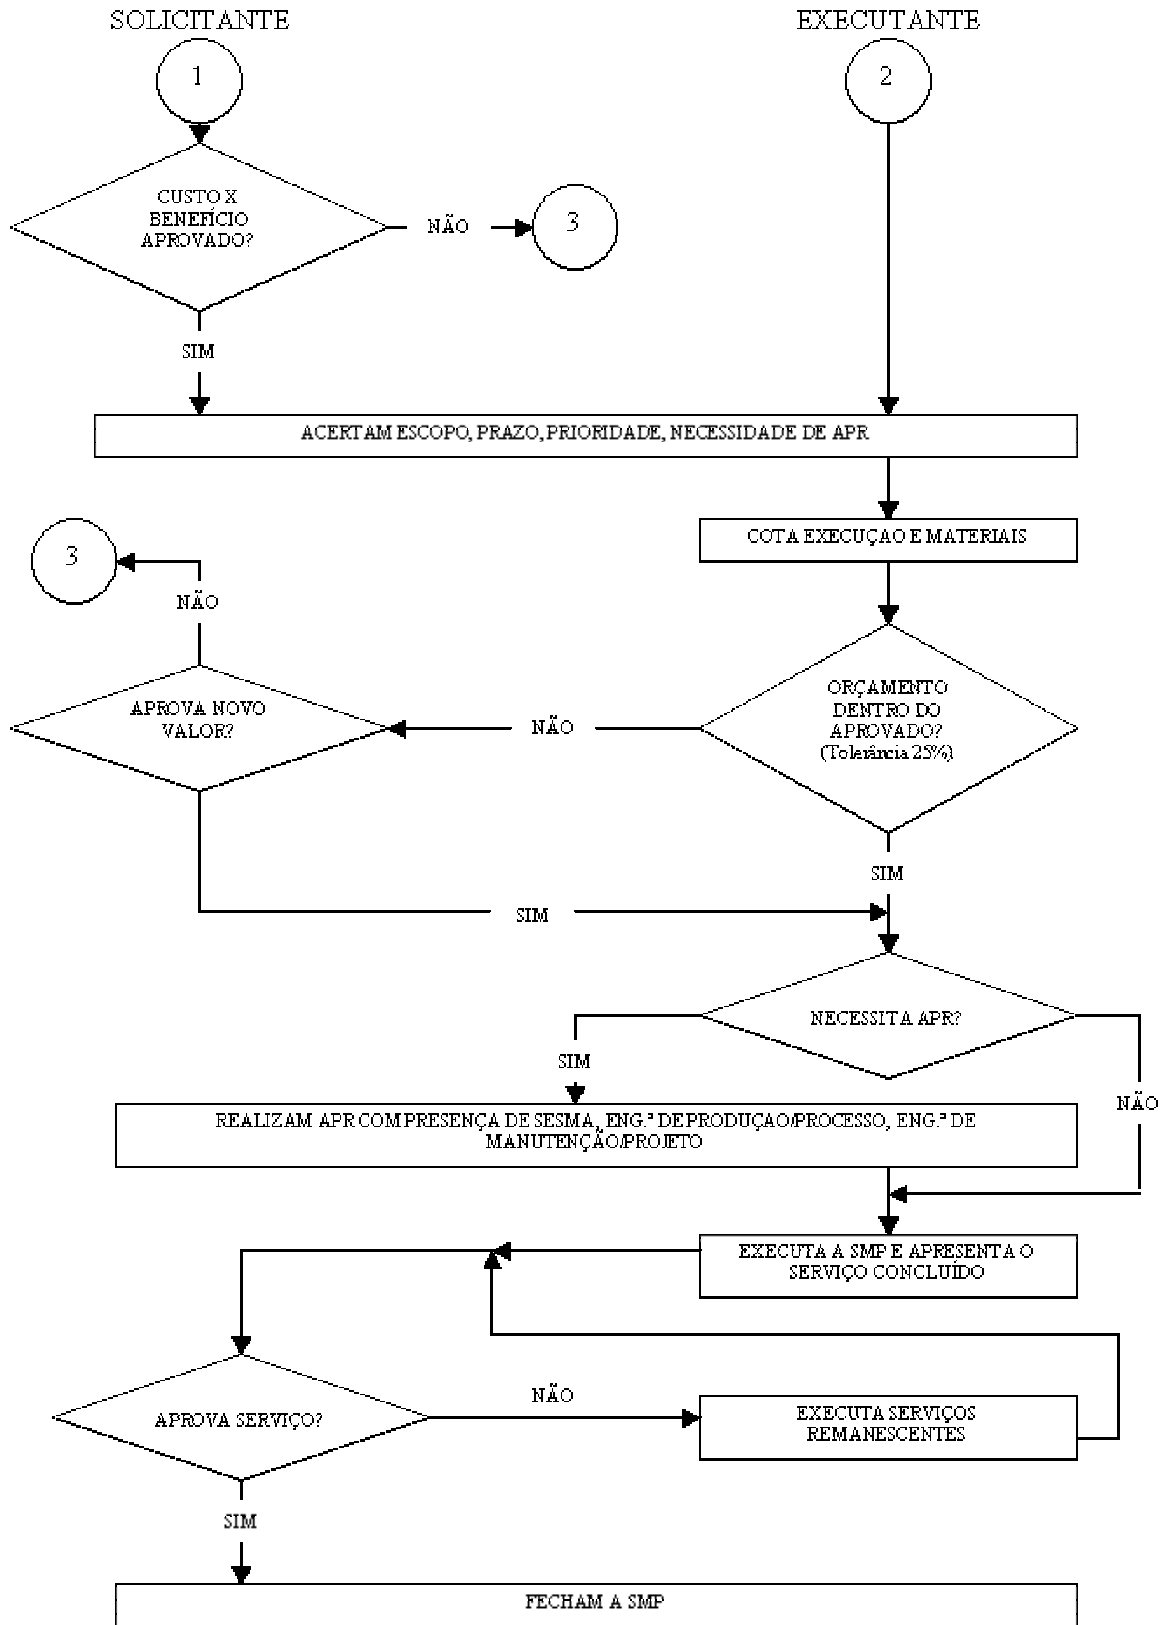 SOLICITANTE
EXECUTANTE
1
2
CUSTO X
BENEFÍCIO
APROVADO?
NÃO
3
SIM
ACERTAM ESCOPO, PRAZO, PRIORIDADE, NECESSIDADE DE APR
COTA EXECUÇAO E MATERIAIS
3
NÃO
APROVA NOVO
VALOR?
NÃO
ORÇAMENTO
DENTRO DO
APROVADO?
(Tolerância 25%)
SIM
SIM
NECESSITA APR?
SIM
NÃO
REALIZAM APR COM PRESENÇA DE SESMA, ENG.ª DE PRODUÇAO/PROCESSO, ENG.ª DE
MANUTENÇÃO/PROJETO
EXECUTA A SMP E APRESENTA O
SERVIÇO CONCLUÍDO
APROVA SERVIÇO?
NÃO
EXECUTA SERVIÇOS
REMANESCENTES
SIM
FECHAM A SMP